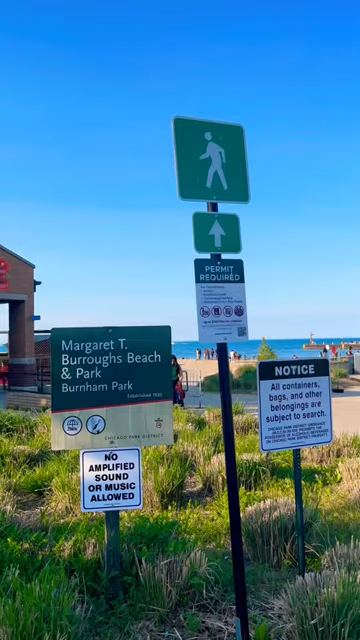 PERMIT
REQUIRED
Margaret T.
Burroughs Beach
& Park
Burnham Park
Established 1920
CHICAGO PARK DISTRICT
NO
AMPLIFIED
SOUND
OR MUSIC
ALLOWED
NOTICE
All containers,
bags, and other
belongings are
subject to search.